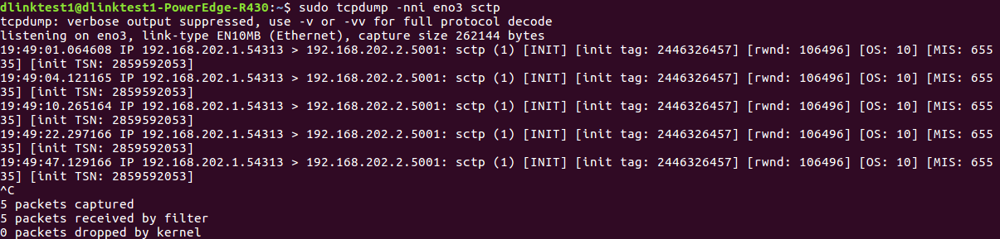 dlinktest1@dlinktest1-PowerEdge-R430:~$ sudo tcpdump -nni eno3 sctp
tcpdump: verbose output suppressed, use -v or -vv for full protocol decode
listening on eno3, link-type EN10MB (Ethernet), capture size 262144 bytes
19:49:01.064608 IP 192.168.202.1.54313 > 192.168.202.2.5001: sctp (1) [INIT] [init tag: 2446326457] [rwnd: 106496] [OS: 10] [MIS: 655
35] [init TSN: 2859592053]
19:49:04.121165 IP 192.168.202.1.54313 > 192.168.202.2.5001: sctp (1) [INIT] [init tag: 2446326457] [rwnd: 106496] [OS: 10] [MIS: 655
35] [init TSN: 2859592053]
19:49:10.265164 IP 192.168.202.1.54313 > 192.168.202.2.5001: sctp (1) [INIT] [init tag: 2446326457] [rwnd: 106496] [OS: 10] [MIS: 655
35] [init TSN: 2859592053]
19:49:22.297166 IP 192.168.202.1.54313 > 192.168.202.2.5001: sctp (1) [INIT] [init tag: 2446326457] [rwnd: 106496] [OS: 10] [MIS: 655
35] [init TSN: 2859592053]
19:49:47.129166 IP 192.168.202.1.54313 > 192.168.202.2.5001: sctp (1) [INIT] [init tag: 2446326457] [rwnd: 106496] [OS: 10] [MIS: 655
35] [init TSN: 2859592053]
^C
5 packets captured
5 packets received by filter
0 packets dropped by kernel